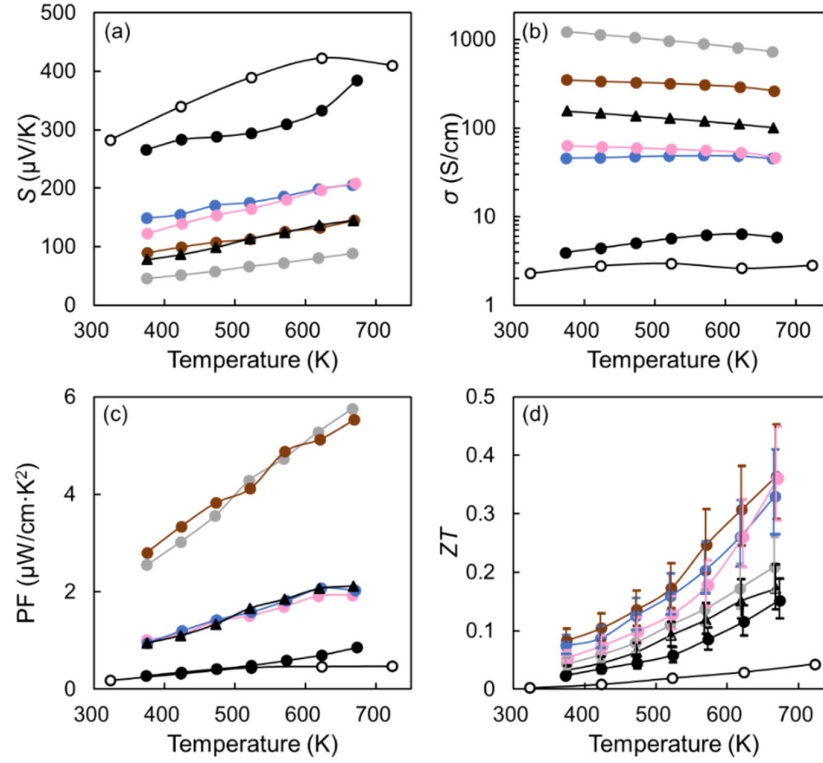 (a)
S (µV/K)
500
400
300
200
100
0
300 400 500 600 700
Temperature (K)
(b)
σ (S/cm)
1000
100
10
1
300 400 500 600 700
Temperature (K)
(c)
PF (µW/cm·K²)
6
4
2
0
300 400 500 600 700
Temperature (K)
(d)
ZT
0.5
0.4
0.3
0.2
0.1
0
300 400 500 600 700
Temperature (K)